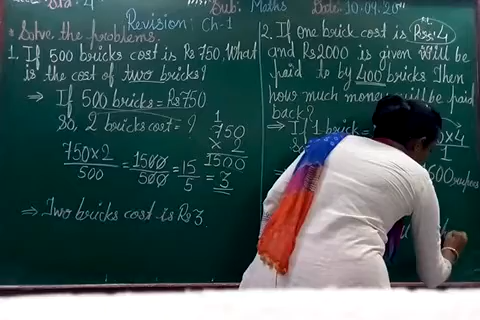 Std: 4
Sub: Maths
Date: 10.04.20
Revision: Ch-1
* Solve the problems.
1. If 500 bricks cost is Rs 750, What
is the cost of two bricks?
⇒ If 500 bricks = Rs 750
So, 2 bricks cost = ?
750×2/500 = 1500/500 = 15/5 = 3
1
750
× 2
1500
⇒ Two bricks cost is Rs 3.
2. If one brick cost is Rs 4
and Rs 2000 is given will be
paid to by 400 bricks then
how much money will be paid
back?
⇒ If 1 brick =
×4
1
600 rupees